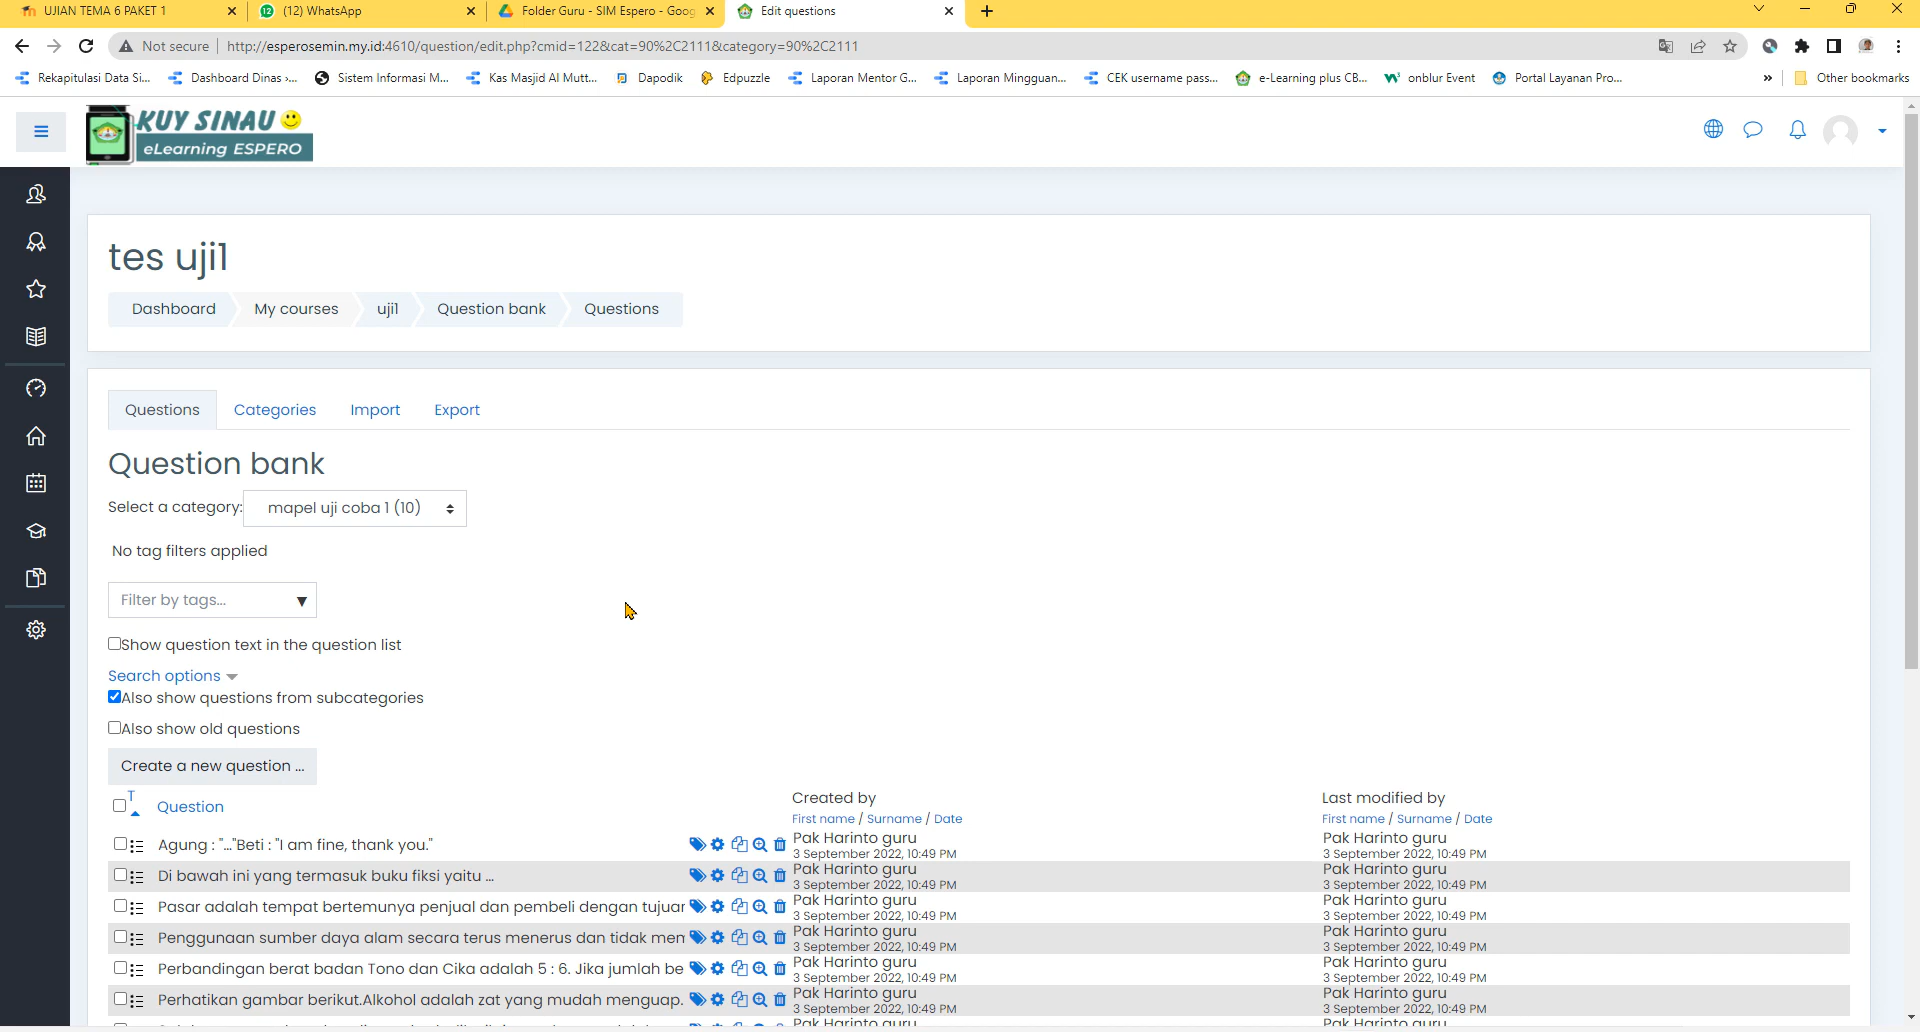 UJIAN TEMA 6 PAKET 1
(12) WhatsApp
Folder Guru - SIM Espero - Goog
Edit questions
Not secure
http://esperosemin.my.id:4610/question/edit.php?cmid=122&cat=90%2C2111&category=90%2C2111
Rekapitulasi Data Si...
Dashboard Dinas >...
Sistem Informasi M...
Kas Masjid Al Mutt...
Dapodik
Edpuzzle
Laporan Mentor G...
Laporan Mingguan...
CEK username pass...
e-Learning plus CB...
onblur Event
Portal Layanan Pro...
»
Other bookmarks
KUY SINAU
eLearning ESPERO
tes uji1
Dashboard
My courses
uji1
Question bank
Questions
Questions
Categories
Import
Export
Question bank
Select a category:
mapel uji coba 1 (10)
No tag filters applied
Filter by tags...
Show question text in the question list
Search options
Also show questions from subcategories
Also show old questions
Create a new question ...
T
Question
Created by
First name / Surname / Date
Last modified by
First name / Surname / Date
Agung : "..."Beti : "I am fine, thank you."
Pak Harinto guru
3 September 2022, 10:49 PM
Pak Harinto guru
3 September 2022, 10:49 PM
Di bawah ini yang termasuk buku fiksi yaitu ...
Pak Harinto guru
3 September 2022, 10:49 PM
Pak Harinto guru
3 September 2022, 10:49 PM
Pasar adalah tempat bertemunya penjual dan pembeli dengan tujuar
Pak Harinto guru
3 September 2022, 10:49 PM
Pak Harinto guru
3 September 2022, 10:49 PM
Penggunaan sumber daya alam secara terus menerus dan tidak men
Pak Harinto guru
3 September 2022, 10:49 PM
Pak Harinto guru
3 September 2022, 10:49 PM
Perbandingan berat badan Tono dan Cika adalah 5 : 6. Jika jumlah be
Pak Harinto guru
3 September 2022, 10:49 PM
Pak Harinto guru
3 September 2022, 10:49 PM
Perhatikan gambar berikut.Alkohol adalah zat yang mudah menguap.
Pak Harinto guru
3 September 2022, 10:49 PM
Pak Harinto guru
3 September 2022, 10:49 PM
Pak Harinto guru
Pak Harinto guru